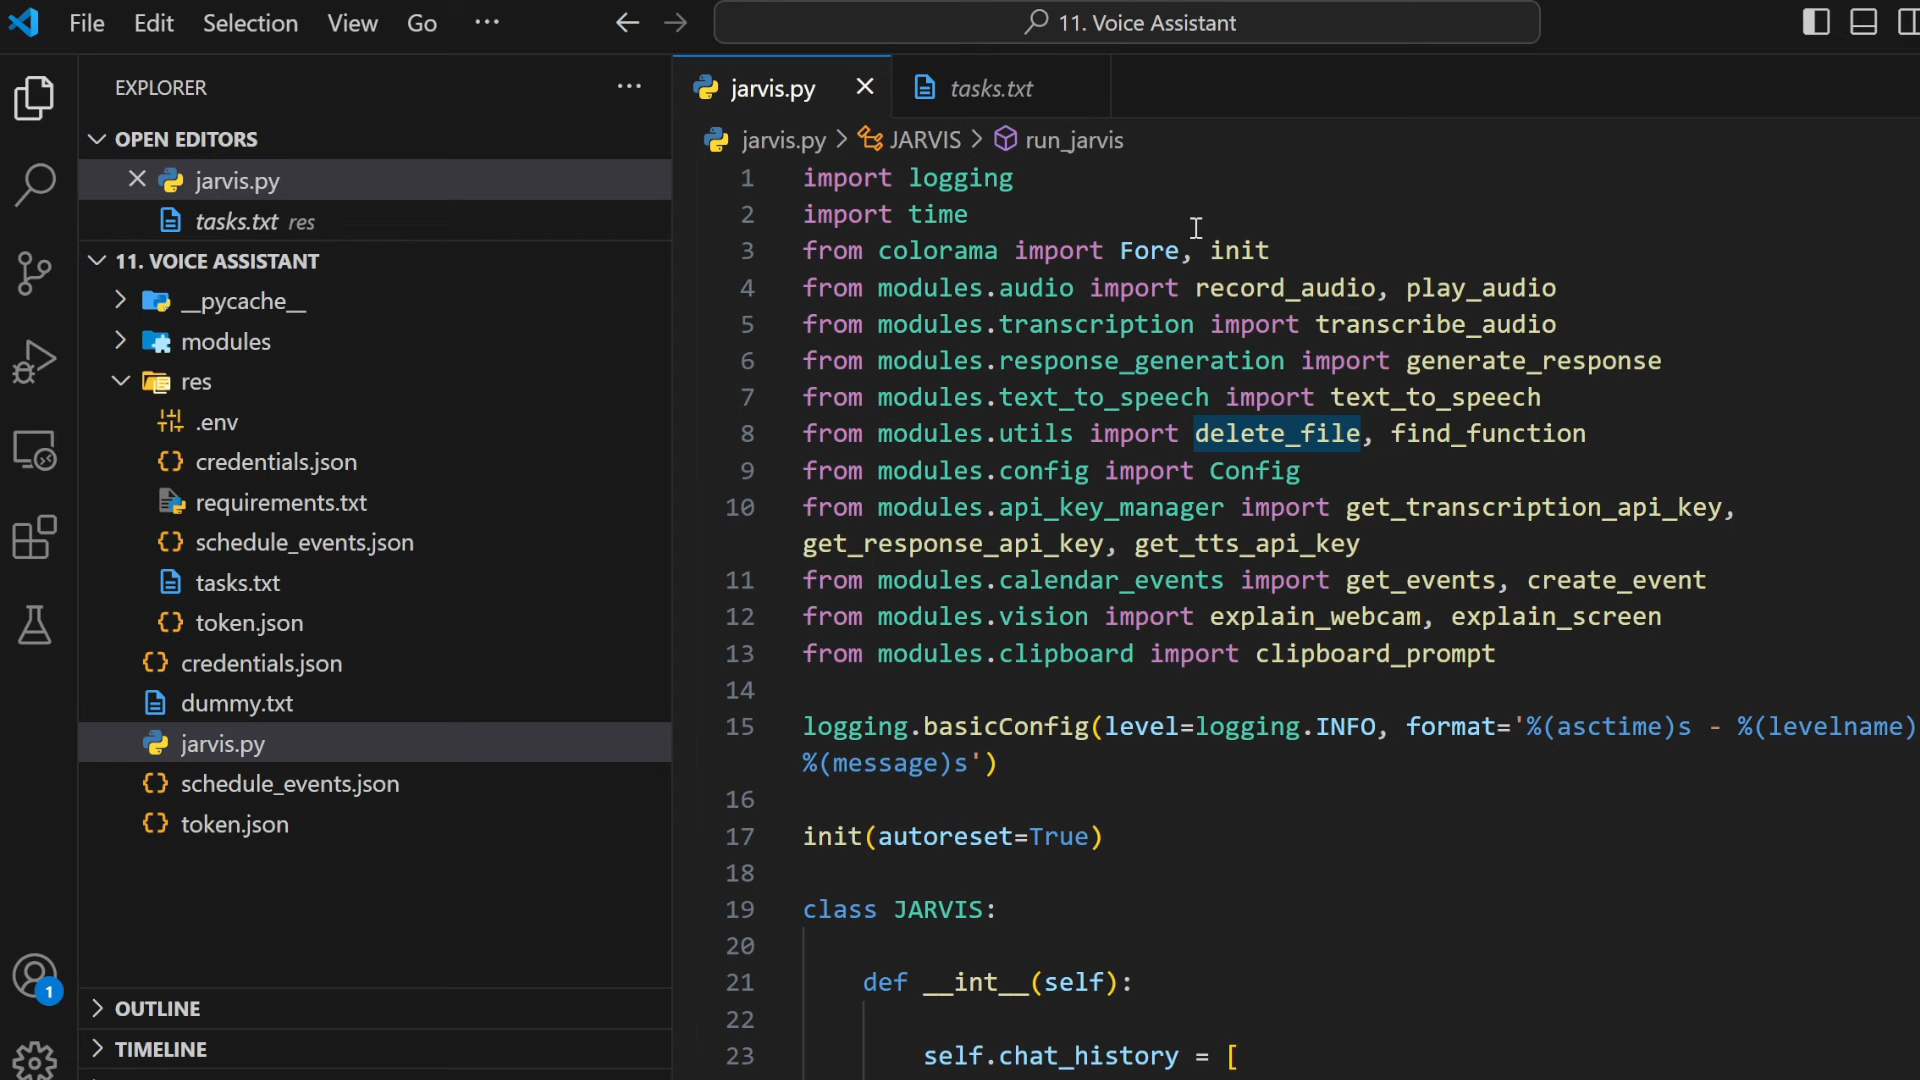 File Edit Selection View Go ··· 11. Voice Assistant
EXPLORER
OPEN EDITORS
jarvis.py
tasks.txt res
11. VOICE ASSISTANT
__pycache__
modules
res
.env
credentials.json
requirements.txt
schedule_events.json
tasks.txt
token.json
credentials.json
dummy.txt
jarvis.py
schedule_events.json
token.json
1
OUTLINE
TIMELINE
jarvis.py tasks.txt
jarvis.py > JARVIS > run_jarvis
1 import logging
2 import time
3 from colorama import Fore, init
4 from modules.audio import record_audio, play_audio
5 from modules.transcription import transcribe_audio
6 from modules.response_generation import generate_response
7 from modules.text_to_speech import text_to_speech
8 from modules.utils import delete_file, find_function
9 from modules.config import Config
10 from modules.api_key_manager import get_transcription_api_key,
get_response_api_key, get_tts_api_key
11 from modules.calendar_events import get_events, create_event
12 from modules.vision import explain_webcam, explain_screen
13 from modules.clipboard import clipboard_prompt
14
15 logging.basicConfig(level=logging.INFO, format='%(asctime)s - %(levelname)
%(message)s')
16
17 init(autoreset=True)
18
19 class JARVIS:
20
21 def __int__(self):
22
23 self.chat_history = [